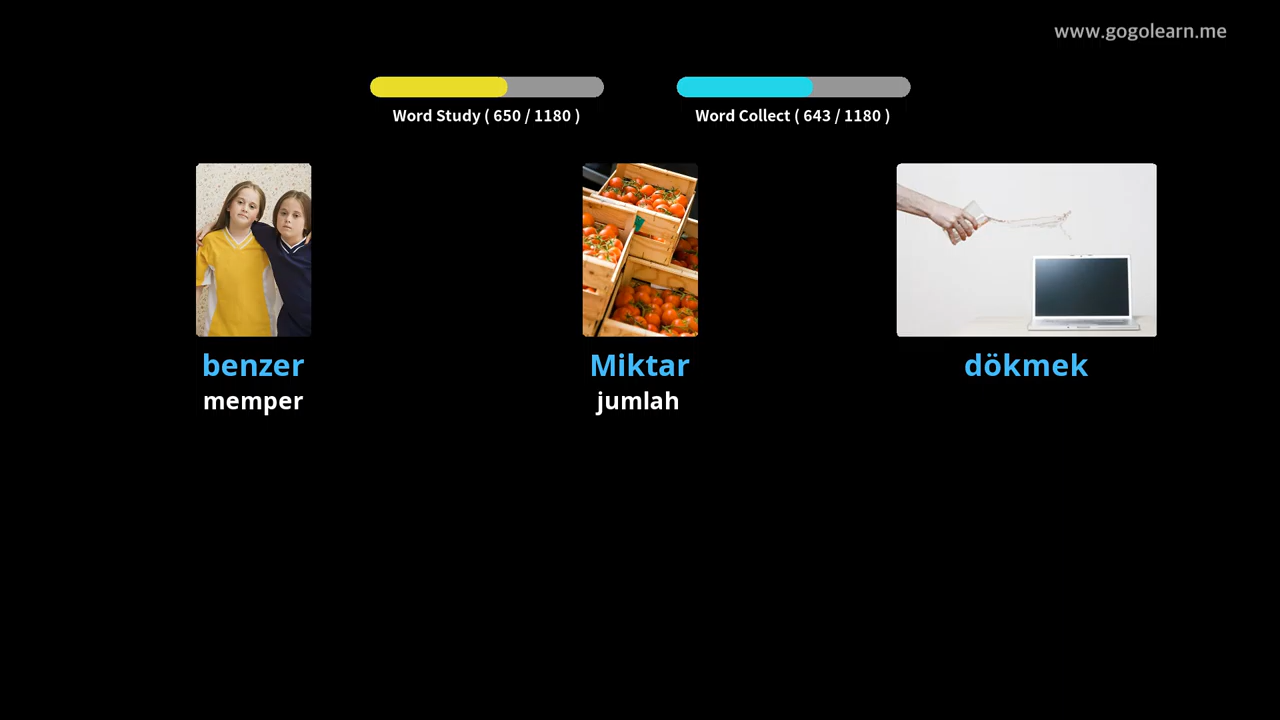 www.gogolearn.me
Word Study ( 650 / 1180 )
Word Collect ( 643 / 1180 )
benzer
memper
Miktar
jumlah
dökmek